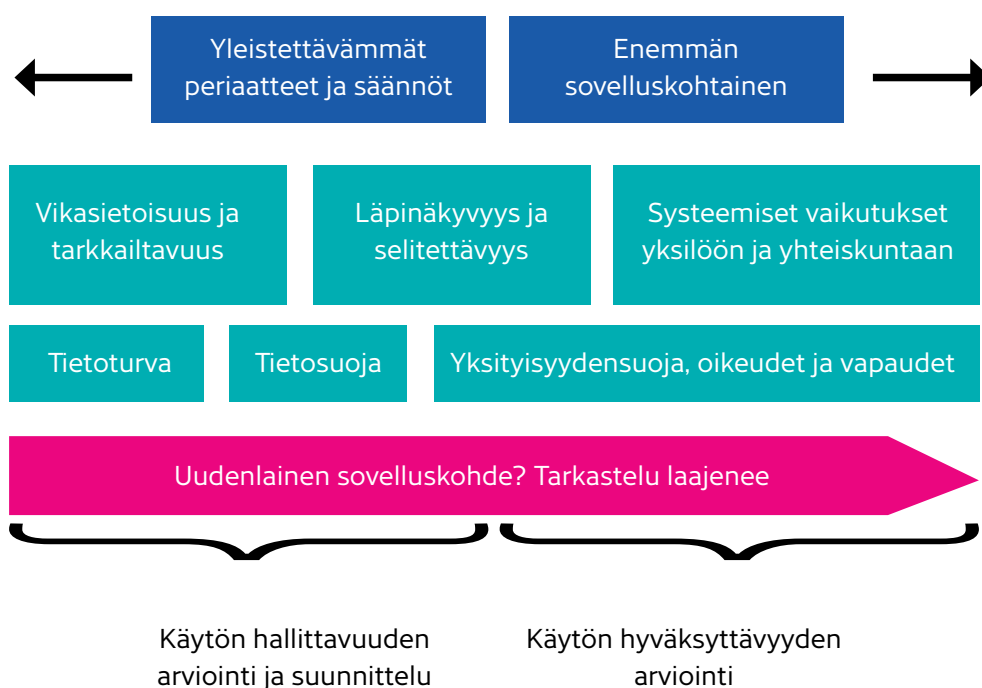 Yleistettävämmät
periaatteet ja säännöt
Enemmän
sovelluskohtainen
Vikasietoisuus ja
tarkkailtavuus
Läpinäkyvyys ja
selitettävyys
Systeemiset vaikutukset
yksilöön ja yhteiskuntaan
Tietoturva
Tietosuoja
Yksityisyydensuoja, oikeudet ja vapaudet
Uudenlainen sovelluskohde? Tarkastelu laajenee
Käytön hallittavuuden
arviointi ja suunnittelu
Käytön hyväksyttävyyden
arviointi